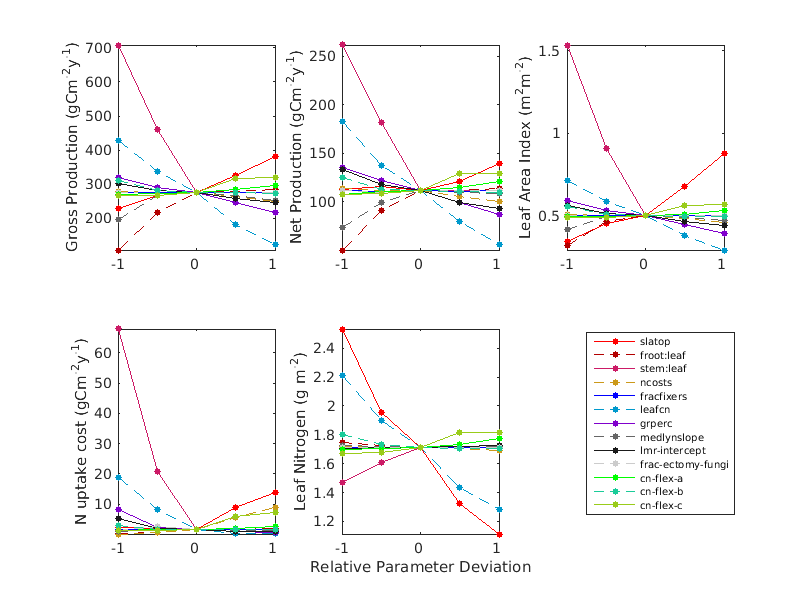 Gross Production (gCm⁻²y⁻¹)
700
600
500
400
300
200
-1 0 1
Net Production (gCm⁻²y⁻¹)
250
200
150
100
-1 0 1
Leaf Area Index (m²m⁻²)
1.5
1
0.5
-1 0 1
N uptake cost (gCm⁻²y⁻¹)
60
50
40
30
20
10
-1 0 1
Leaf Nitrogen (g m⁻²)
2.4
2.2
2
1.8
1.6
1.4
1.2
-1 0 1
Relative Parameter Deviation
slatop
froot:leaf
stem:leaf
ncosts
fracfixers
leafcn
grperc
medlynslope
lmr-intercept
frac-ectomy-fungi
cn-flex-a
cn-flex-b
cn-flex-c